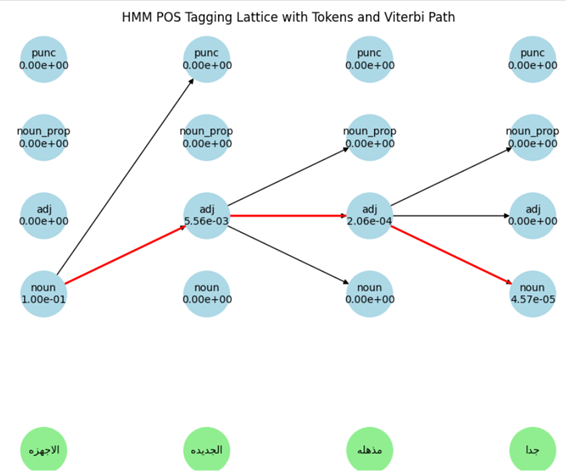 HMM POS Tagging Lattice with Tokens and Viterbi Path
punc
0.00e+00
punc
0.00e+00
punc
0.00e+00
punc
0.00e+00
noun_prop
0.00e+00
noun_prop
0.00e+00
noun_prop
0.00e+00
noun_prop
0.00e+00
adj
0.00e+00
adj
5.56e-03
adj
2.06e-04
adj
0.00e+00
noun
1.00e-01
noun
0.00e+00
noun
0.00e+00
noun
4.57e-05
الاجهزه
الجديده
مذهله
جدا